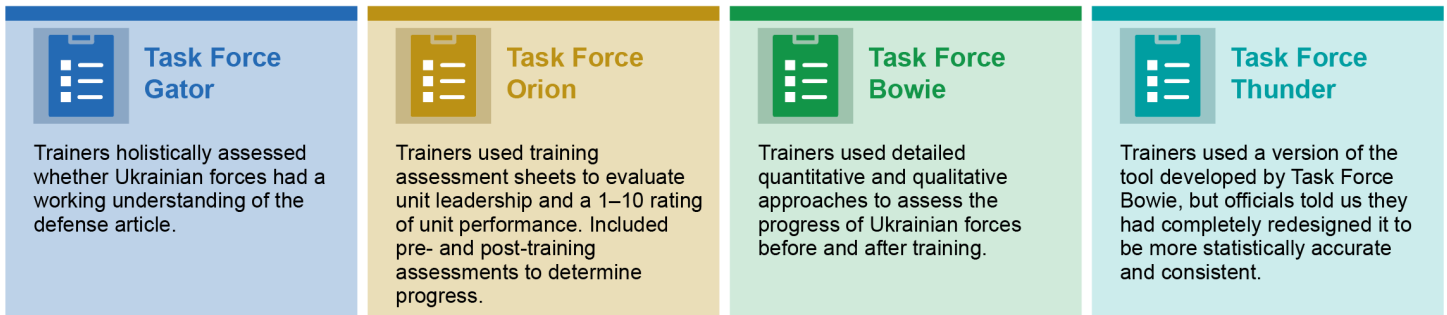 Task Force
Gator
Trainers holistically assessed
whether Ukrainian forces had a
working understanding of the
defense article.
Task Force
Orion
Trainers used training
assessment sheets to evaluate
unit leadership and a 1–10 rating
of unit performance. Included
pre- and post-training
assessments to determine
progress.
Task Force
Bowie
Trainers used detailed
quantitative and qualitative
approaches to assess the
progress of Ukrainian forces
before and after training.
Task Force
Thunder
Trainers used a version of the
tool developed by Task Force
Bowie, but officials told us they
had completely redesigned it to
be more statistically accurate
and consistent.